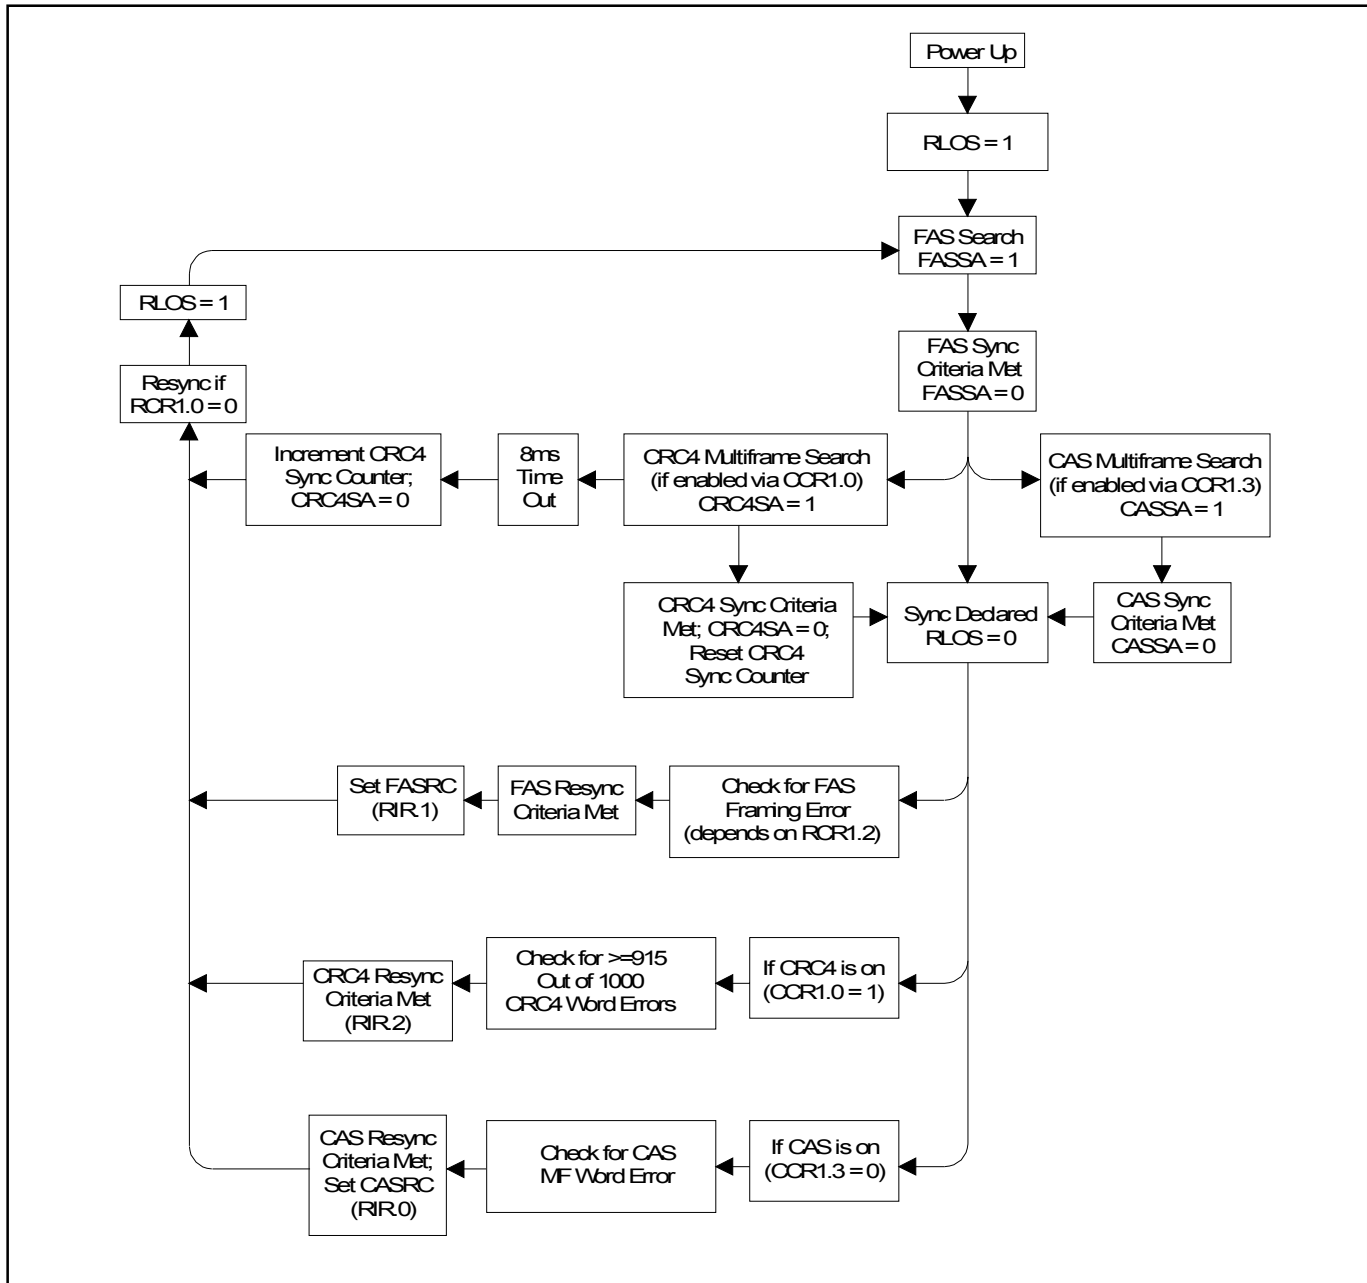 Power Up
RLOS = 1
FAS Search
FASSA = 1
RLOS = 1
FAS Sync
Criteria Met
FASSA = 0
Resync if
RCR1.0 = 0
Increment CRC4
Sync Counter;
CRC4SA = 0
8ms
Time
Out
CRC4 Multiframe Search
(if enabled via CCR1.0)
CRC4SA = 1
CAS Multiframe Search
(if enabled via CCR1.3)
CASSA = 1
CRC4 Sync Criteria
Met; CRC4SA = 0;
Reset CRC4
Sync Counter
Sync Declared
RLOS = 0
CAS Sync
Criteria Met
CASSA = 0
Set FASRC
(RIR.1)
FAS Resync
Criteria Met
Check for FAS
Framing Error
(depends on RCR1.2)
CRC4 Resync
Criteria Met
(RIR.2)
Check for >=915
Out of 1000
CRC4 Word Errors
If CRC4 is on
(CCR1.0 = 1)
CAS Resync
Criteria Met;
Set CASRC
(RIR.0)
Check for CAS
MF Word Error
If CAS is on
(CCR1.3 = 0)